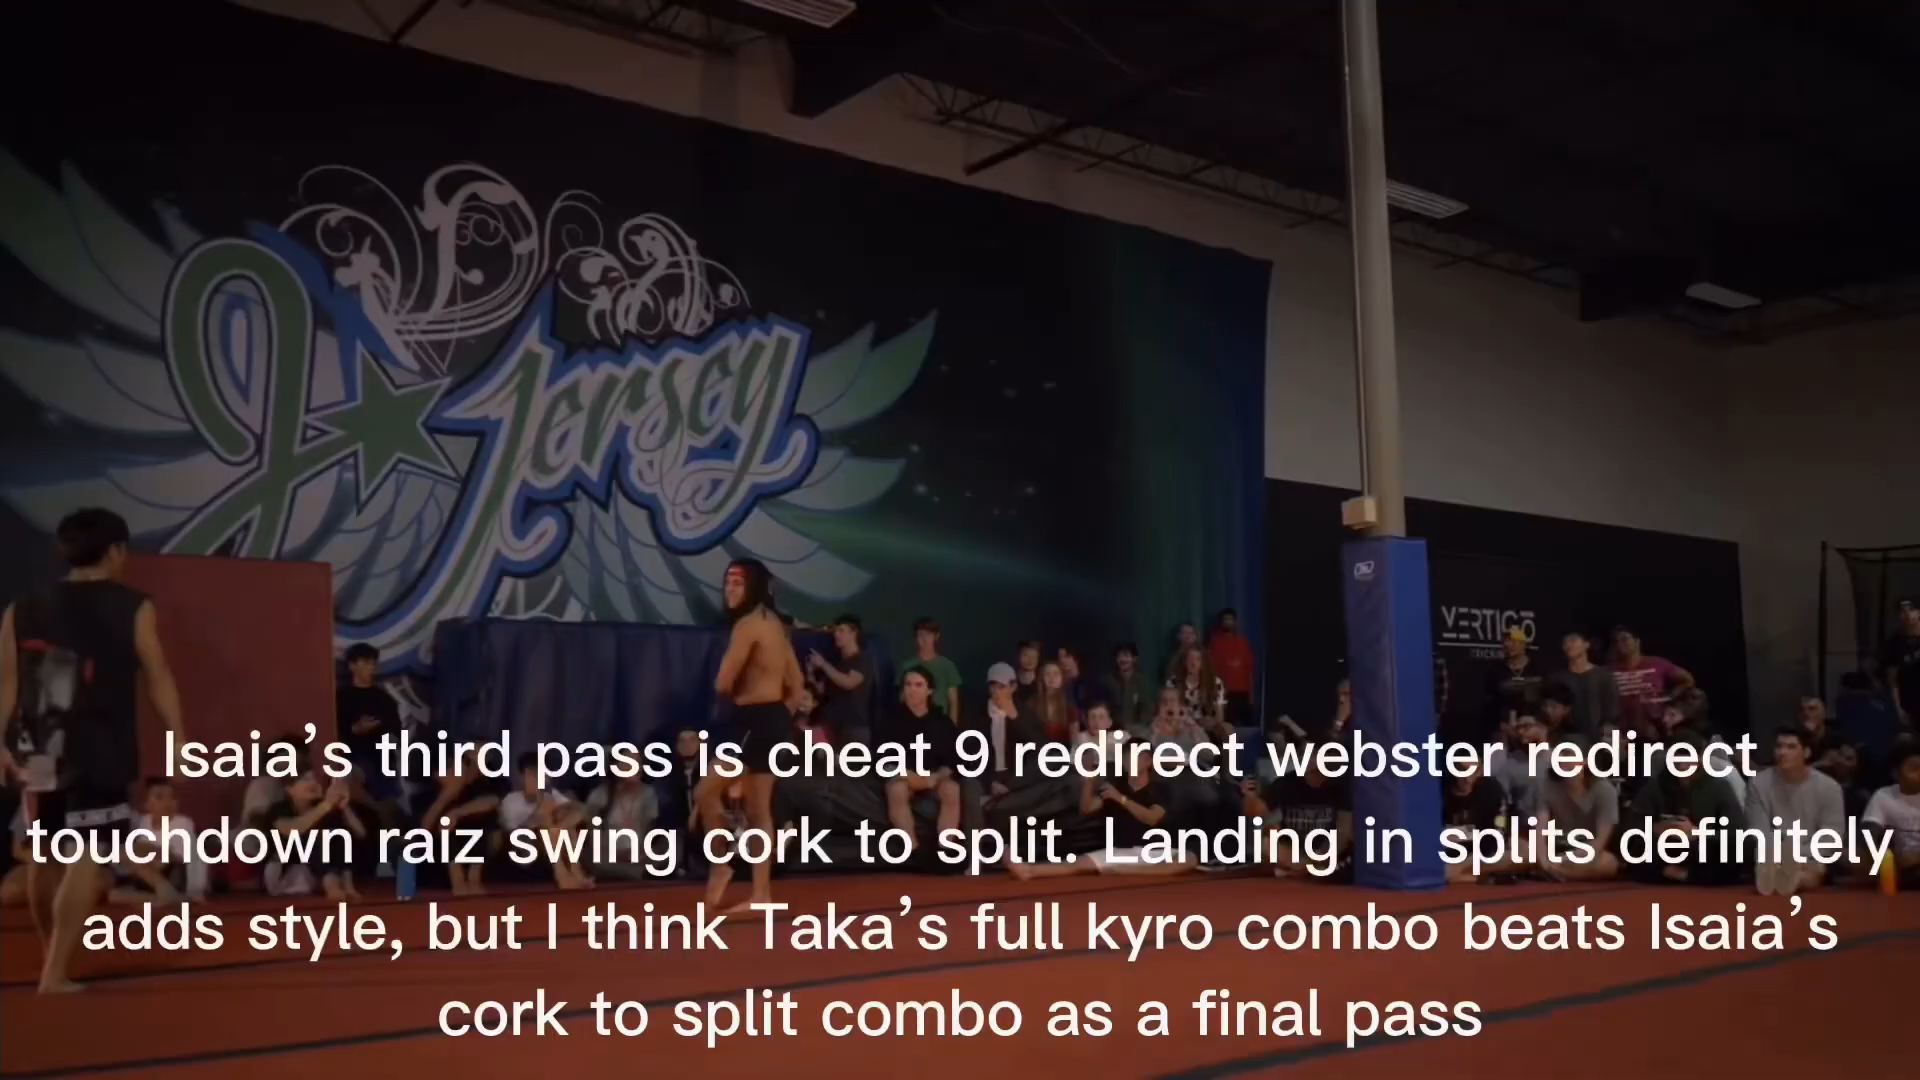 Jersey
VERTIGO
Isaia’s third pass is cheat 9 redirect webster redirect
touchdown raiz swing cork to split. Landing in splits definitely
adds style, but I think Taka’s full kyro combo beats Isaia’s
cork to split combo as a final pass